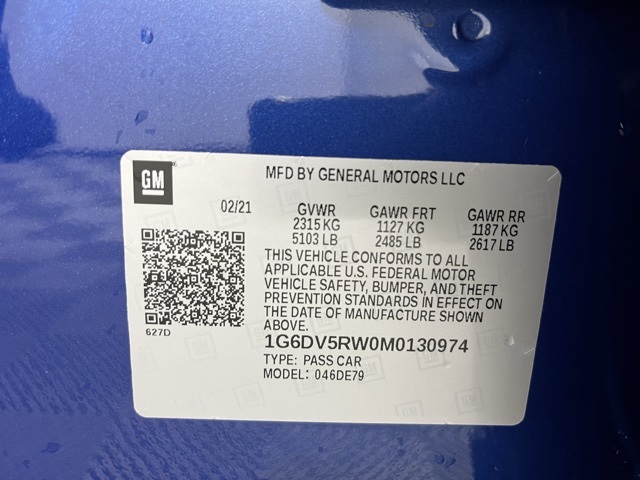 GM
MFD BY GENERAL MOTORS LLC
02/21 GVWR GAWR FRT GAWR RR
2315 KG 1127 KG 1187 KG
5103 LB 2485 LB 2617 LB
THIS VEHICLE CONFORMS TO ALL
APPLICABLE U.S. FEDERAL MOTOR
VEHICLE SAFETY, BUMPER, AND THEFT
PREVENTION STANDARDS IN EFFECT ON
THE DATE OF MANUFACTURE SHOWN
ABOVE.
627D
1G6DV5RW0M0130974
TYPE: PASS CAR
MODEL: 046DE79